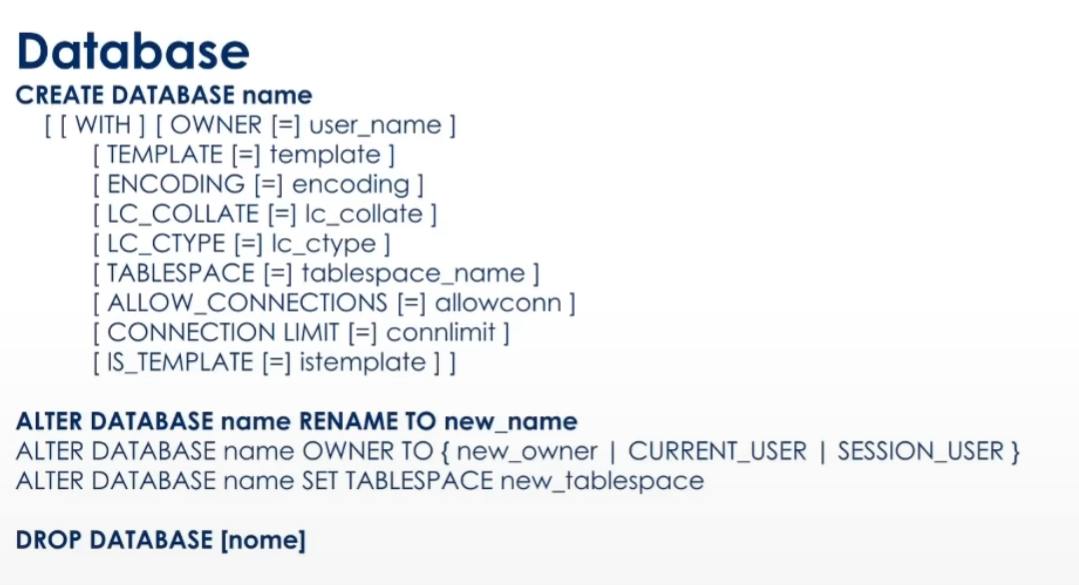 Database
CREATE DATABASE name
[ [ WITH ] [ OWNER [=] user_name ]
[ TEMPLATE [=] template ]
[ ENCODING [=] encoding ]
[ LC_COLLATE [=] lc_collate ]
[ LC_CTYPE [=] lc_ctype ]
[ TABLESPACE [=] tablespace_name ]
[ ALLOW_CONNECTIONS [=] allowconn ]
[ CONNECTION LIMIT [=] connlimit ]
[ IS_TEMPLATE [=] istemplate ] ]
ALTER DATABASE name RENAME TO new_name
ALTER DATABASE name OWNER TO { new_owner | CURRENT_USER | SESSION_USER }
ALTER DATABASE name SET TABLESPACE new_tablespace
DROP DATABASE [nome]